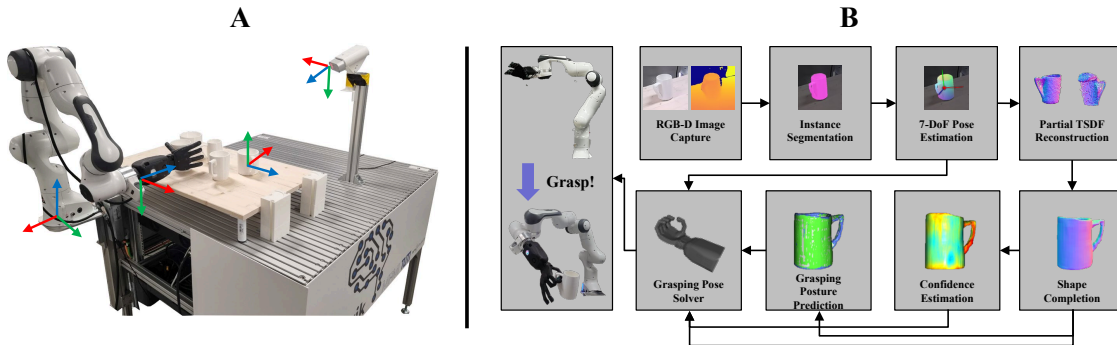 A
B
RGB-D Image
Capture
Instance
Segmentation
7-DoF Pose
Estimation
Partial TSDF
Reconstruction
Grasp!
Grasping Pose
Solver
Grasping
Posture
Prediction
Confidence
Estimation
Shape
Completion